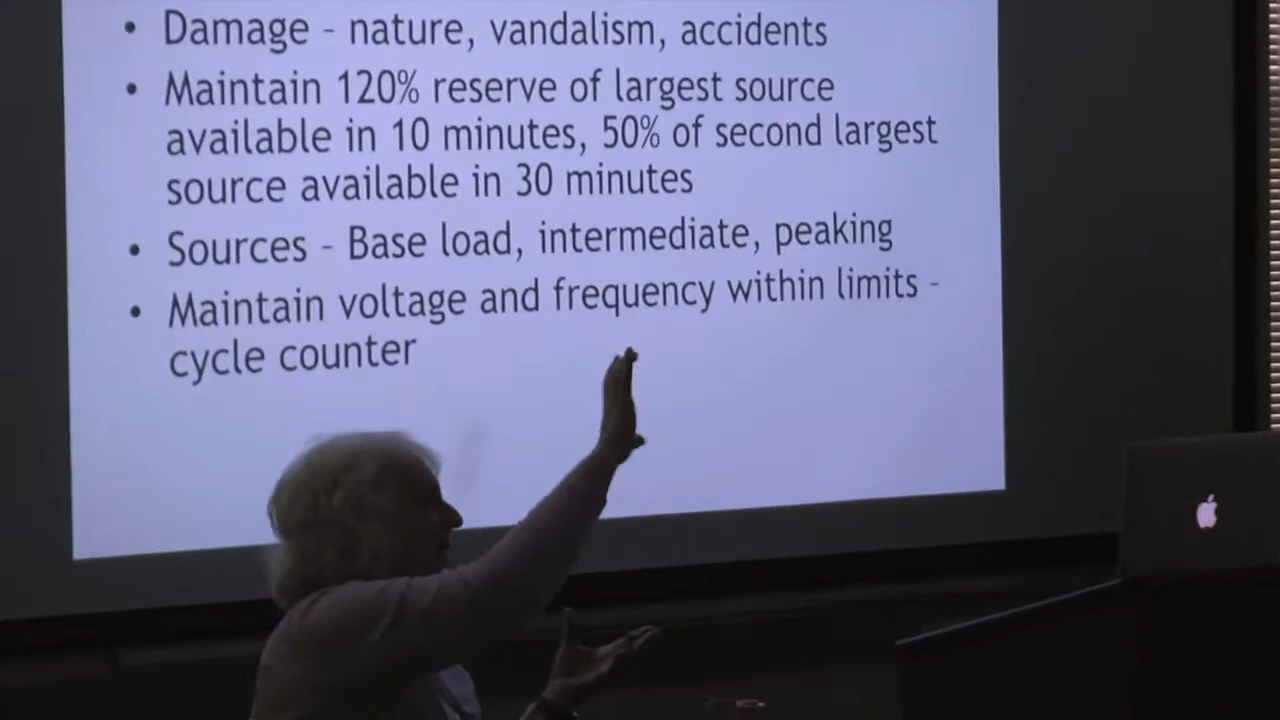 • Damage - nature, vandalism, accidents
• Maintain 120% reserve of largest source
available in 10 minutes, 50% of second largest
source available in 30 minutes
• Sources - Base load, intermediate, peaking
• Maintain voltage and frequency within limits -
cycle counter